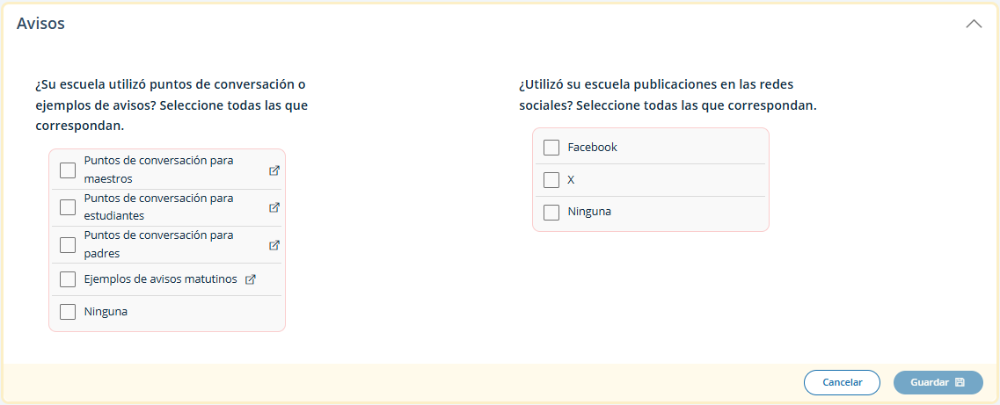 Avisos
¿Su escuela utilizó puntos de conversación o
ejemplos de avisos? Seleccione todas las que
correspondan.
Puntos de conversación para
maestros
Puntos de conversación para
estudiantes
Puntos de conversación para
padres
Ejemplos de avisos matutinos
Ninguna
¿Utilizó su escuela publicaciones en las redes
sociales? Seleccione todas las que correspondan.
Facebook
X
Ninguna
Cancelar
Guardar